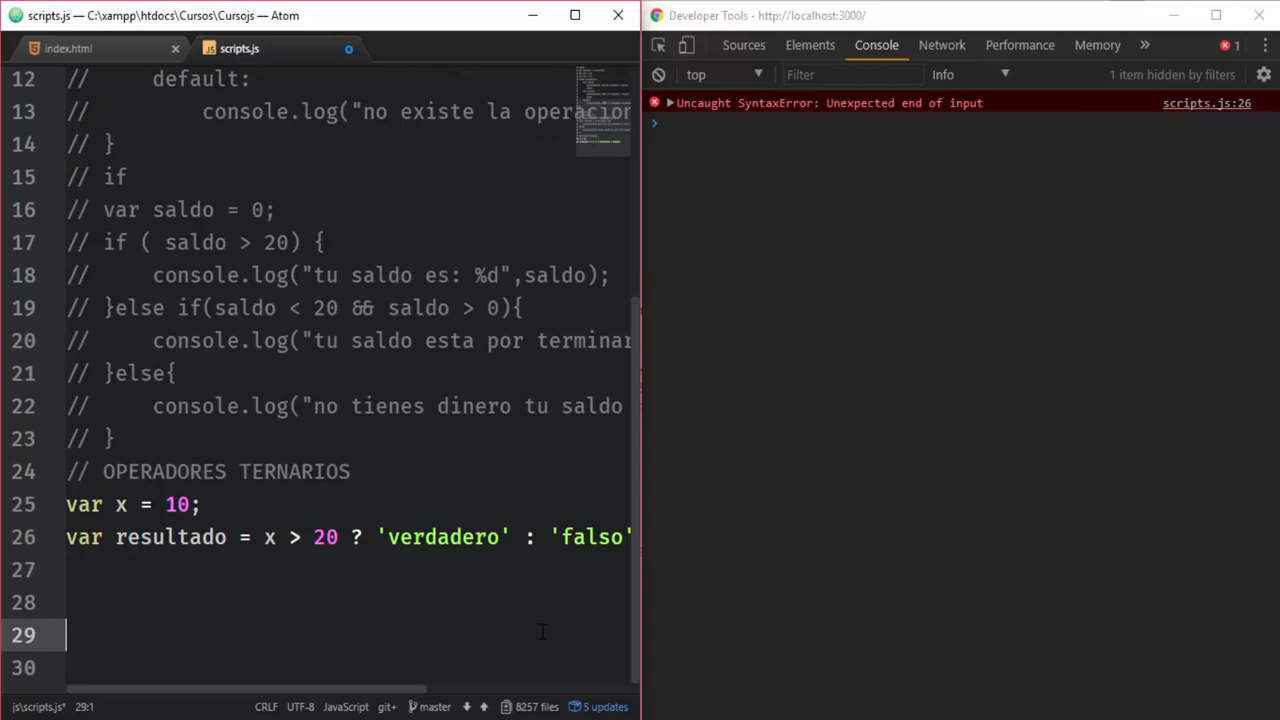 scripts.js — C:\xampp\htdocs\Cursos\Cursojs — Atom
index.html
scripts.js
12 //     default:
13 //         console.log("no existe la operacion
14 // }
15 // if
16 // var saldo = 0;
17 // if ( saldo > 20) {
18 //     console.log("tu saldo es: %d",saldo);
19 // }else if(saldo < 20 && saldo > 0){
20 //     console.log("tu saldo esta por terminar
21 // }else{
22 //     console.log("no tienes dinero tu saldo
23 // }
24 // OPERADORES TERNARIOS
25 var x = 10;
26 var resultado = x > 20 ? 'verdadero' : 'falso'
27
28
29
30
js\scripts.js* 29:1 CRLF UTF-8 JavaScript git+ master 8257 files 5 updates
Developer Tools - http://localhost:3000/
Sources Elements Console Network Performance Memory » 1
top Filter Info 1 item hidden by filters
Uncaught SyntaxError: Unexpected end of input scripts.js:26